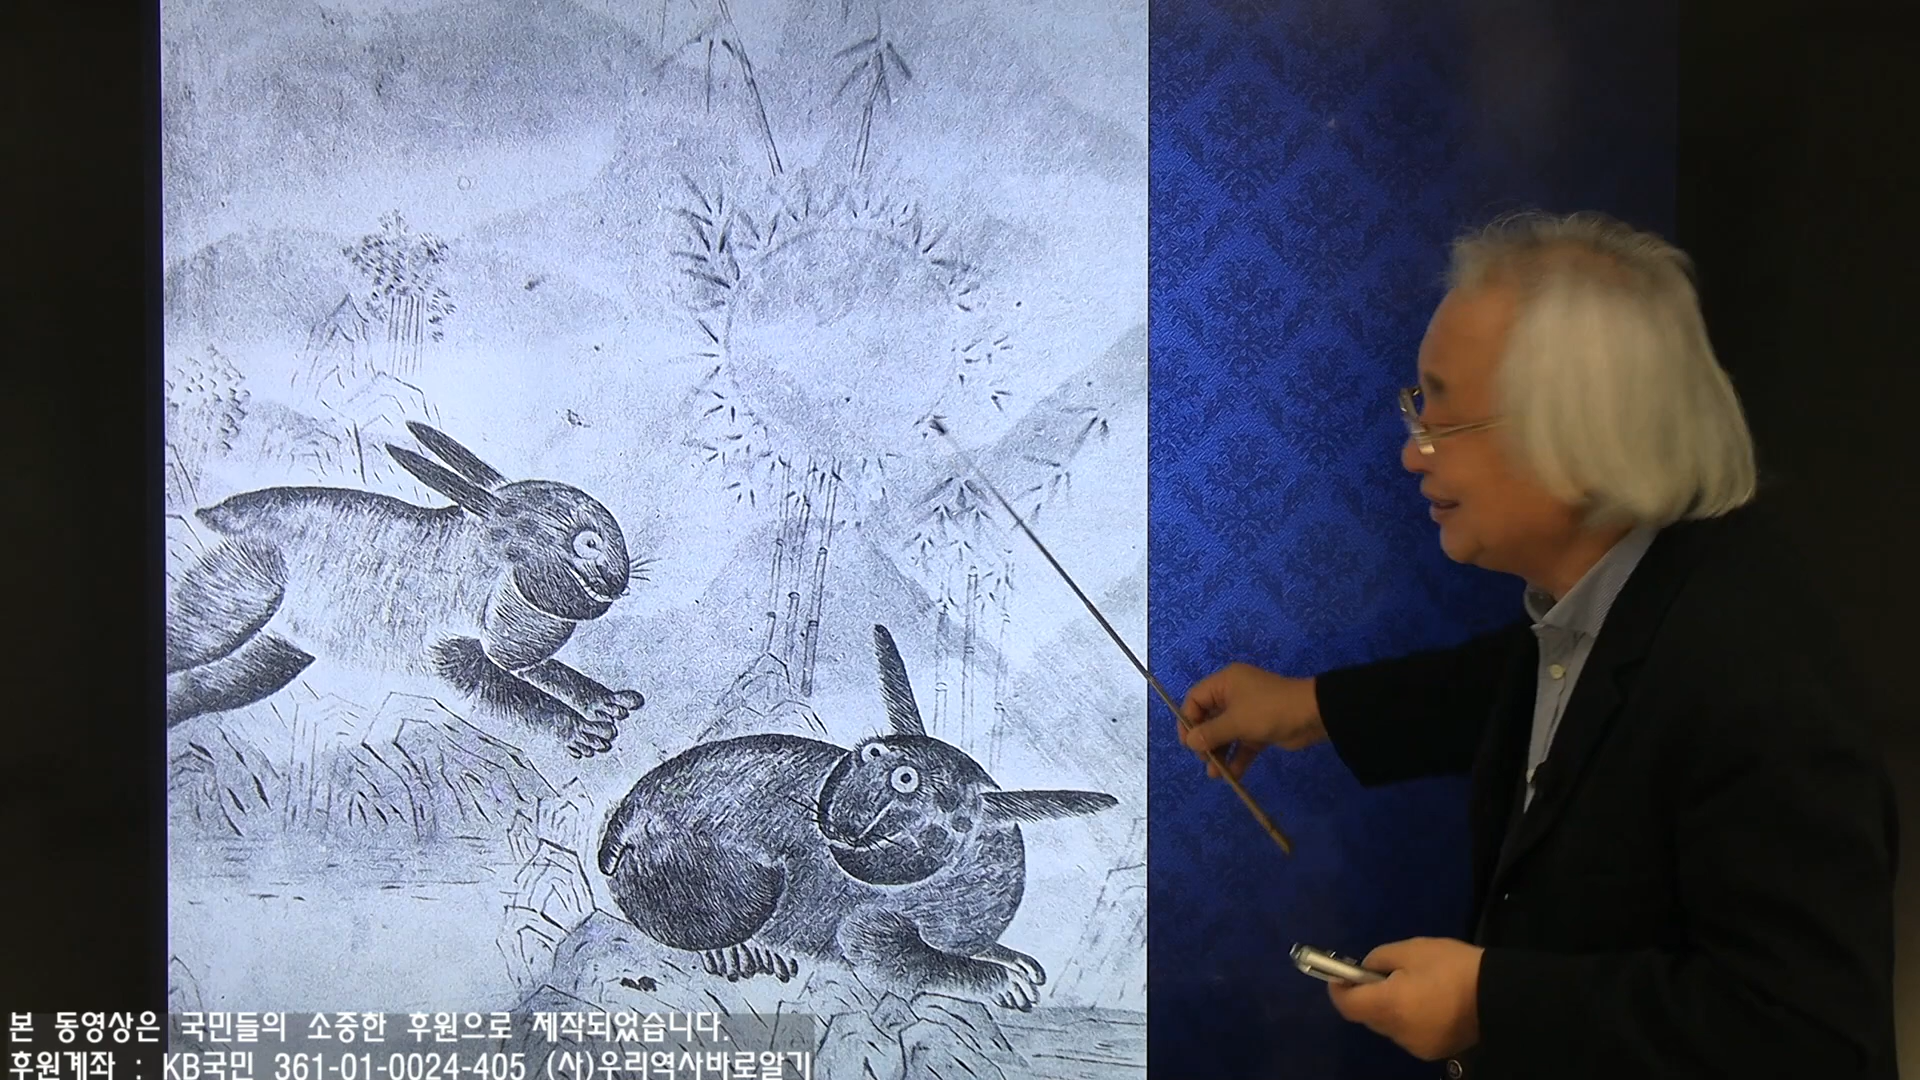 본 동영상은 국민들의 소중한 후원으로 제작되었습니다.
후원계좌 : KB국민 361-01-0024-405 (사)우리역사바로알기